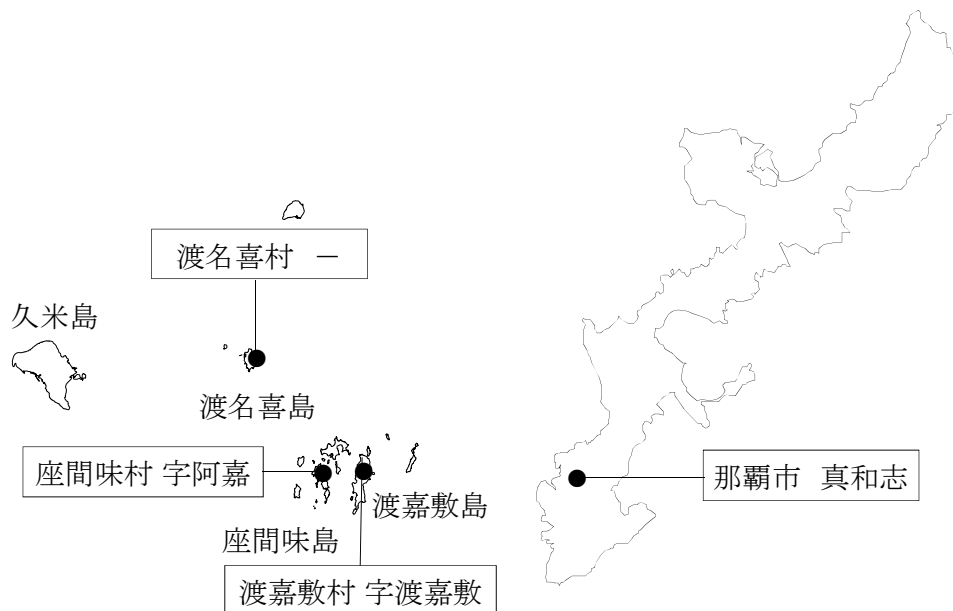 渡名喜村 －
久米島
渡名喜島
座間味村 字阿嘉
那覇市 真和志
渡嘉敷島
座間味島
渡嘉敷村 字渡嘉敷